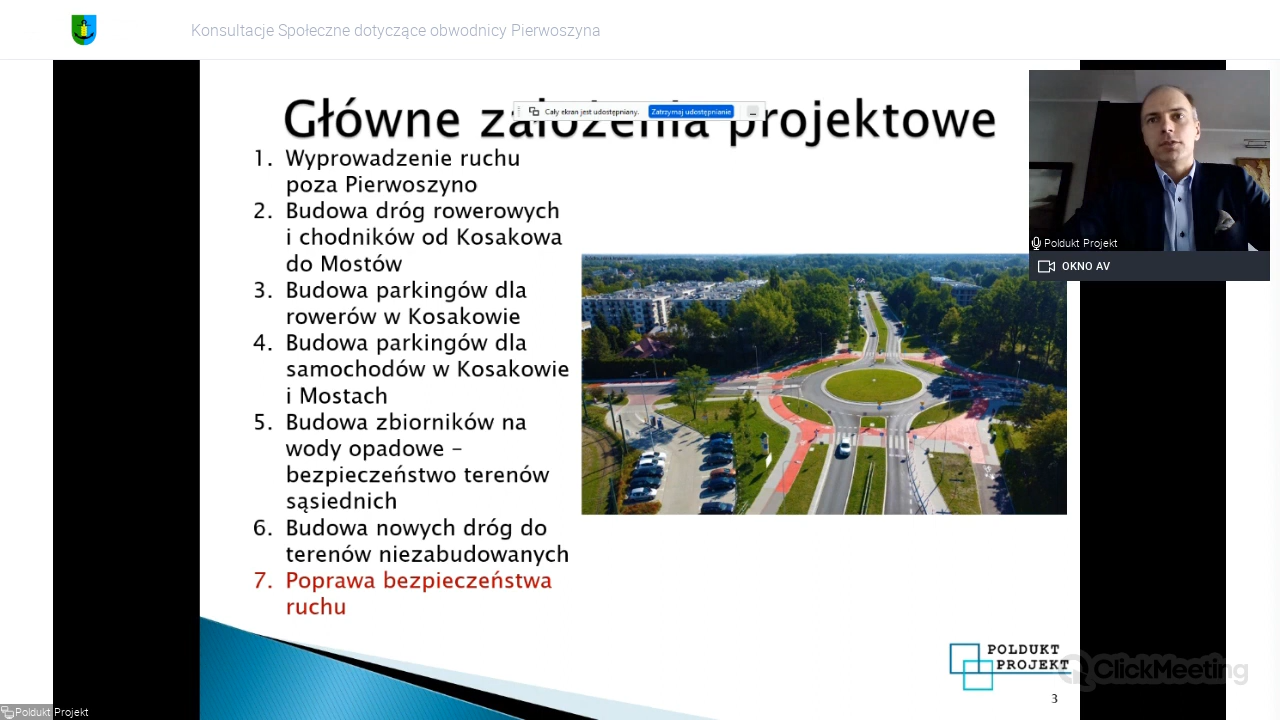 Konsultacje Społeczne dotyczące obwodnicy Pierwoszyna
Główne założenia projektowe
Cały ekran jest udostępniany.
Zatrzymaj udostępnianie
1. Wyprowadzenie ruchu
poza Pierwoszyno
2. Budowa dróg rowerowych
i chodników od Kosakowa
do Mostów
3. Budowa parkingów dla
rowerów w Kosakowie
4. Budowa parkingów dla
samochodów w Kosakowie
i Mostach
5. Budowa zbiorników na
wody opadowe –
bezpieczeństwo terenów
sąsiednich
6. Budowa nowych dróg do
terenów niezabudowanych
7. Poprawa bezpieczeństwa
ruchu
Poldukt Projekt
OKNO AV
POLDUKT
PROJEKT
ClickMeeting
3
Poldukt Projekt